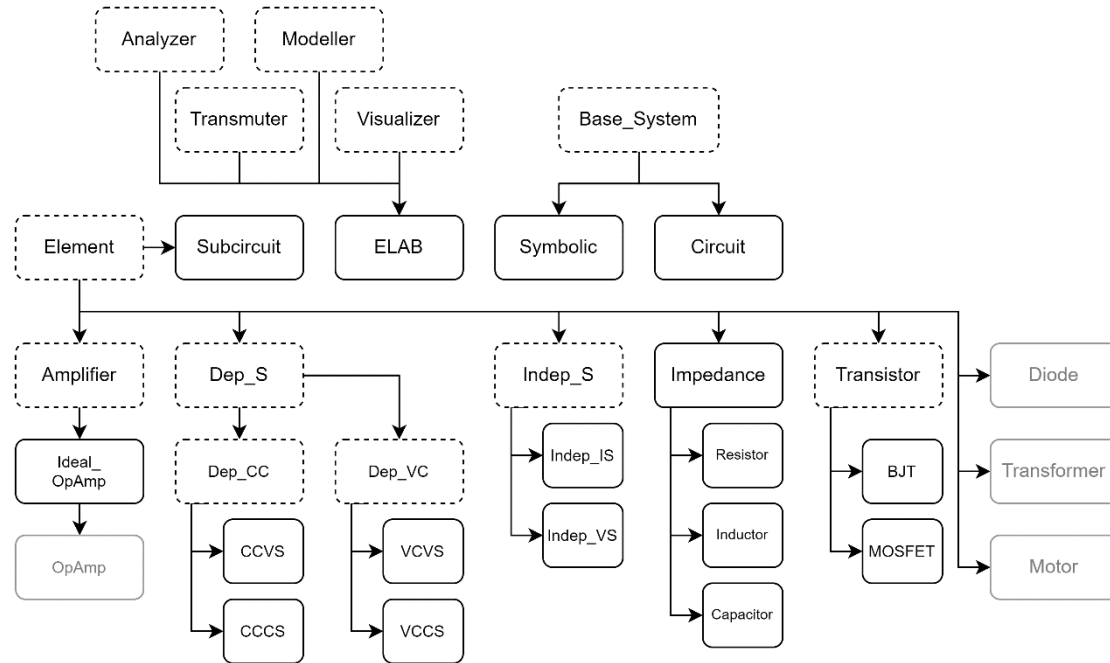 Analyzer
Modeller
Transmuter
Visualizer
Base_System
Element
Subcircuit
ELAB
Symbolic
Circuit
Amplifier
Dep_S
Indep_S
Impedance
Transistor
Diode
Ideal_
OpAmp
Dep_CC
Dep_VC
Indep_IS
Resistor
BJT
Transformer
OpAmp
CCVS
VCVS
Indep_VS
Inductor
MOSFET
Motor
CCCS
VCCS
Capacitor